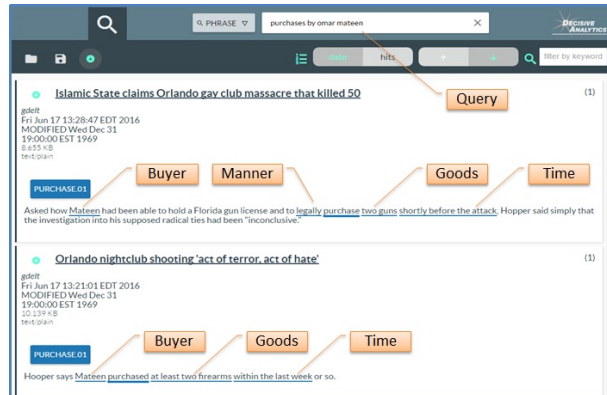 PHRASE
purchases by omar mateen
DECISIVE
ANALYTICS
date
hits
filter by keyword
Query
Islamic State claims Orlando gay club massacre that killed 50
(1)
gdelt
Fri Jun 17 13:28:47 EDT 2016
MODIFIED Wed Dec 31
19:00:00 EST 1969
8.655 KB
text/plain
Buyer
Manner
Goods
Time
PURCHASE.01
Asked how Mateen had been able to hold a Florida gun license and to legally purchase two guns shortly before the attack, Hopper said simply that
the investigation into his supposed radical ties had been "inconclusive."
Orlando nightclub shooting 'act of terror, act of hate'
(1)
gdelt
Fri Jun 17 13:21:01 EDT 2016
MODIFIED Wed Dec 31
19:00:00 EST 1969
10.139 KB
text/plain
Buyer
Goods
Time
PURCHASE.01
Hooper says Mateen purchased at least two firearms within the last week or so.